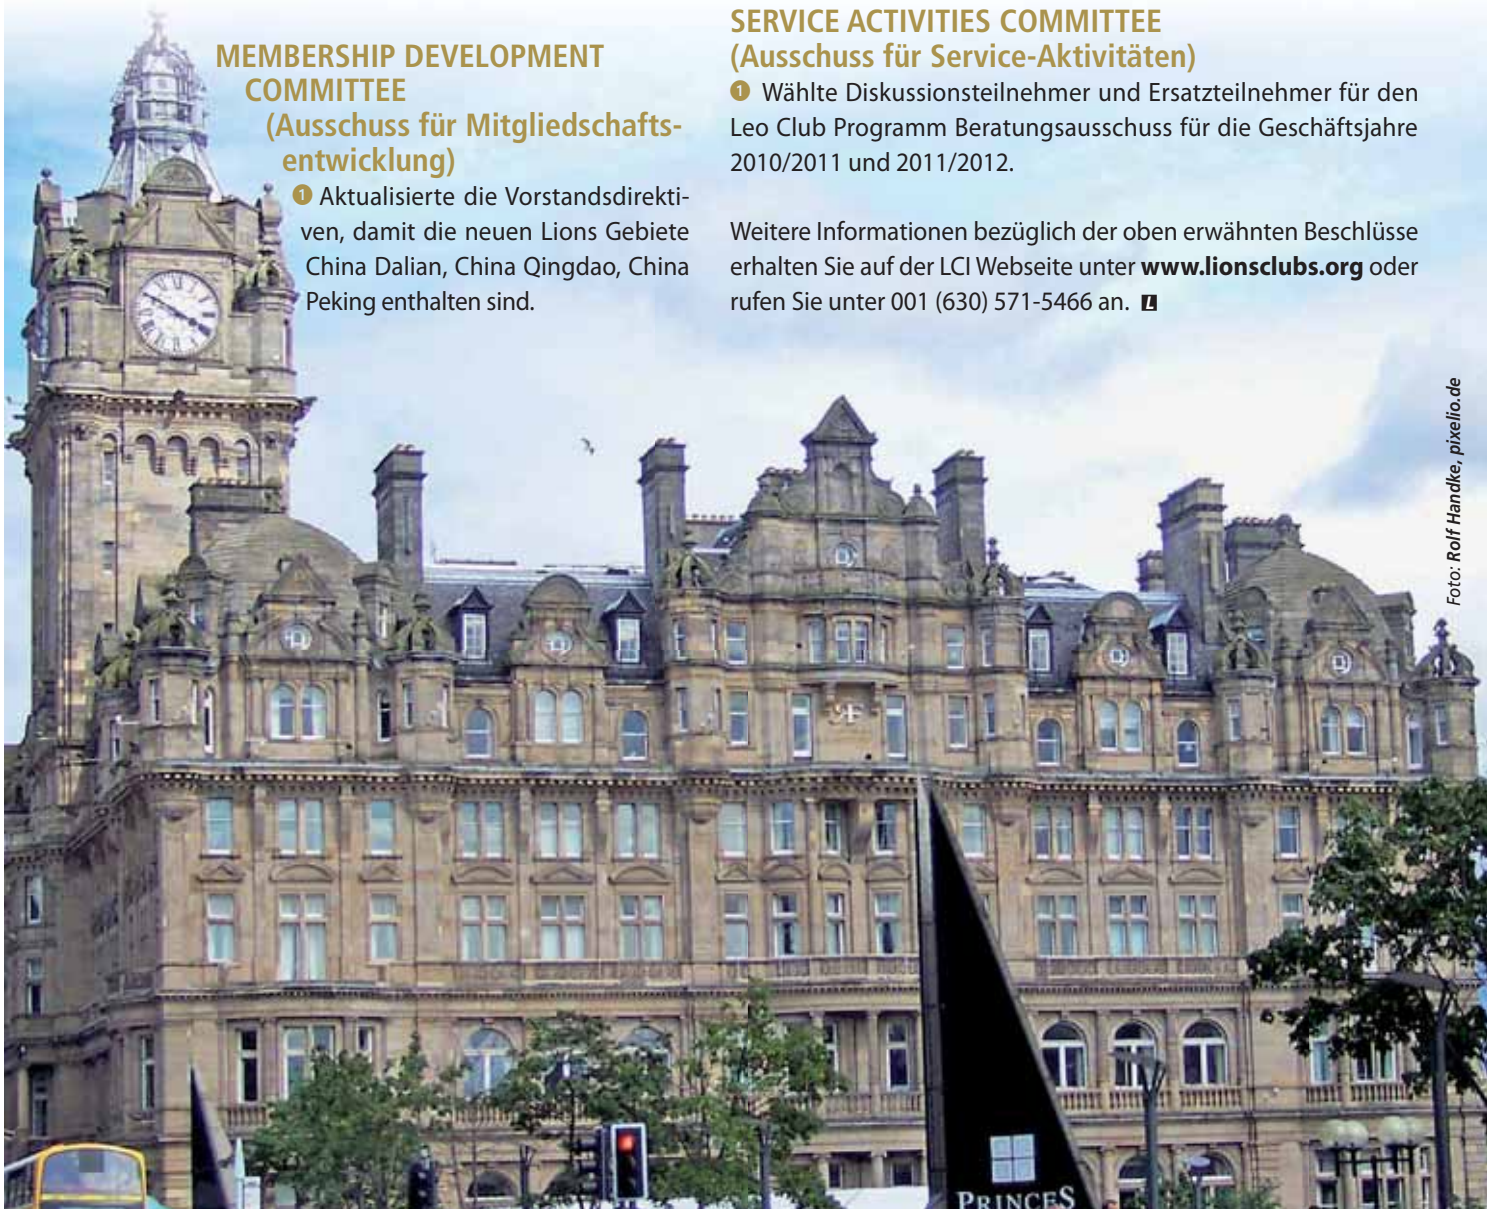 MEMBERSHIP DEVELOPMENT
COMMITTEE
(Ausschuss für Mitgliedschafts-
entwicklung)
❶ Aktualisierte die Vorstandsdirekti-
ven, damit die neuen Lions Gebiete
China Dalian, China Qingdao, China
Peking enthalten sind.
SERVICE ACTIVITIES COMMITTEE
(Ausschuss für Service-Aktivitäten)
❶ Wählte Diskussionsteilnehmer und Ersatzteilnehmer für den
Leo Club Programm Beratungsausschuss für die Geschäftsjahre
2010/2011 und 2011/2012.
Weitere Informationen bezüglich der oben erwähnten Beschlüsse
erhalten Sie auf der LCI Webseite unter www.lionsclubs.org oder
rufen Sie unter 001 (630) 571-5466 an. L
Foto: Rolf Handke, pixelio.de
PRINCES